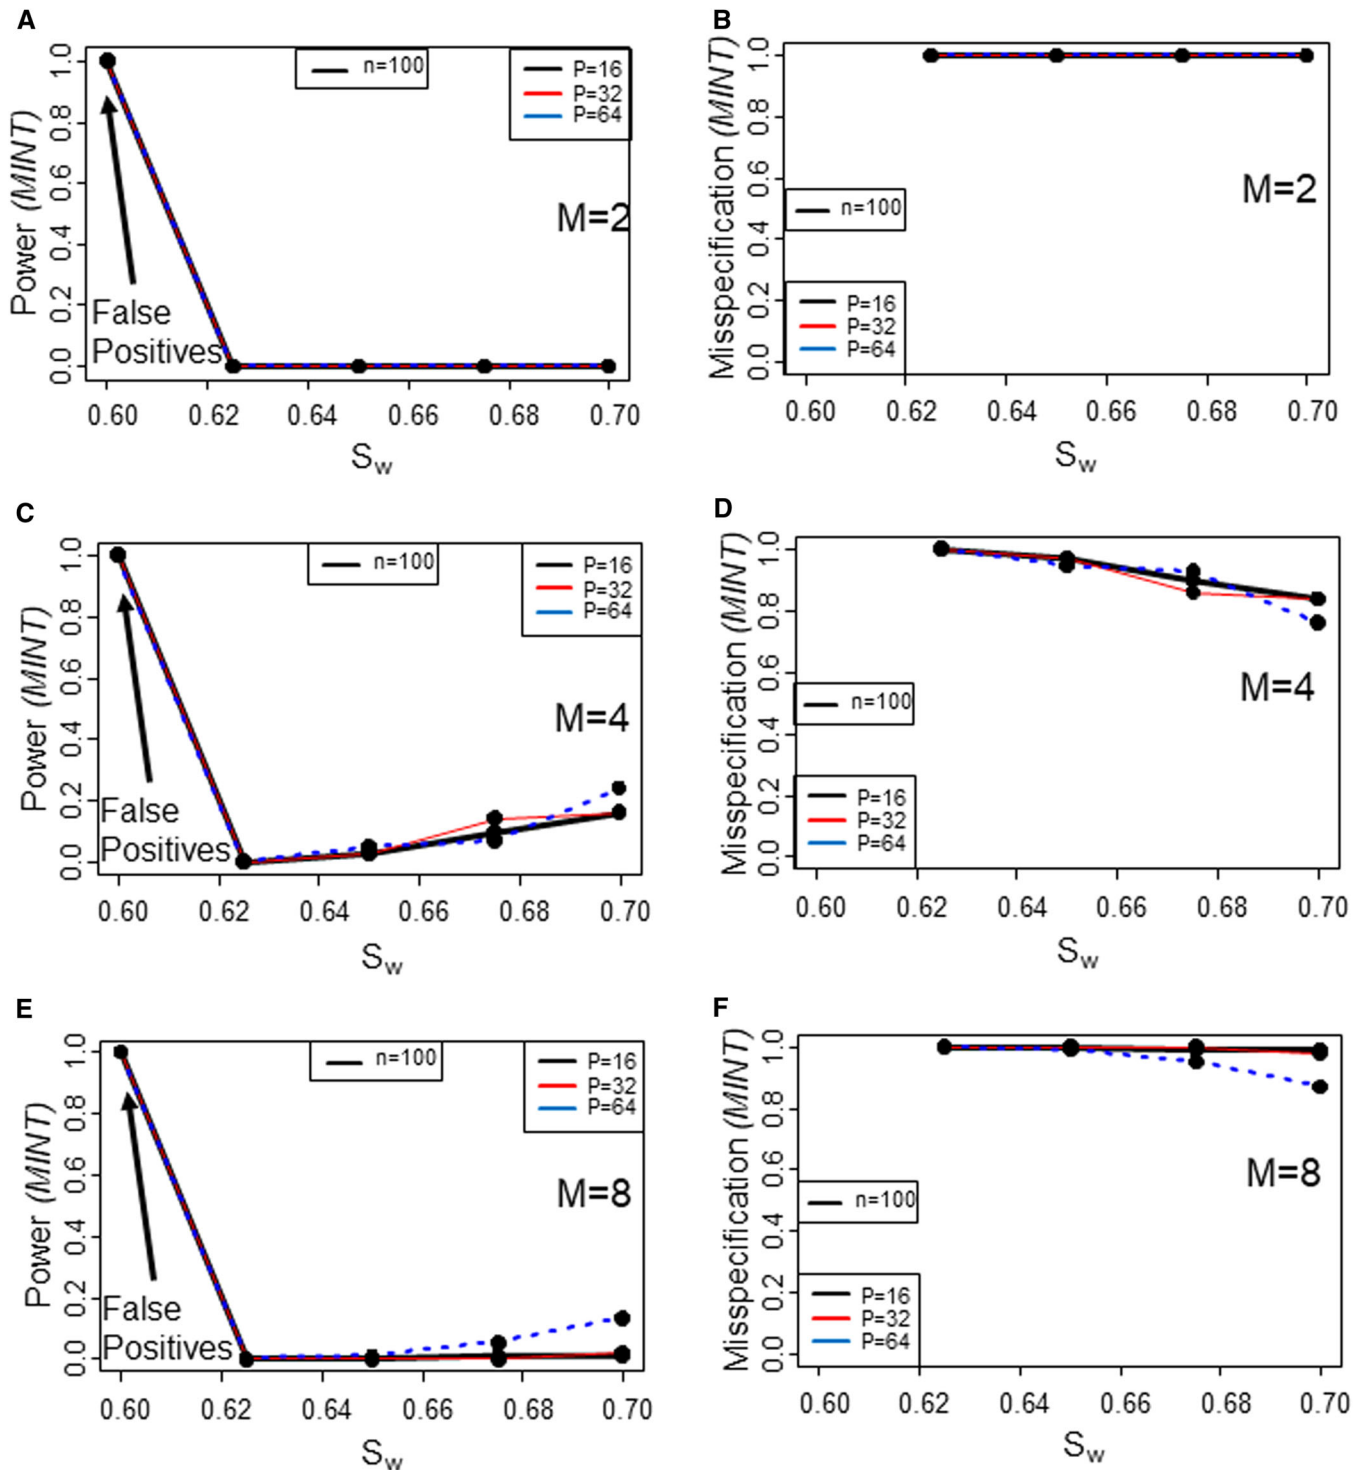 A
Power (MINT)
1.0
0.8
0.6
0.4
0.2
0.0
n=100
P=16
P=32
P=64
M=2
False
Positives
0.60 0.62 0.64 0.66 0.68 0.70
Sw
B
Misspecification (MINT)
1.0
0.8
0.6
0.4
0.2
0.0
M=2
n=100
P=16
P=32
P=64
0.60 0.62 0.64 0.66 0.68 0.70
Sw
C
Power (MINT)
1.0
0.8
0.6
0.4
0.2
0.0
n=100
P=16
P=32
P=64
M=4
False
Positives
0.60 0.62 0.64 0.66 0.68 0.70
Sw
D
Misspecification (MINT)
1.0
0.8
0.6
0.4
0.2
0.0
M=4
n=100
P=16
P=32
P=64
0.60 0.62 0.64 0.66 0.68 0.70
Sw
E
Power (MINT)
1.0
0.8
0.6
0.4
0.2
0.0
n=100
P=16
P=32
P=64
M=8
False
Positives
0.60 0.62 0.64 0.66 0.68 0.70
Sw
F
Misspecification (MINT)
1.0
0.8
0.6
0.4
0.2
0.0
M=8
n=100
P=16
P=32
P=64
0.60 0.62 0.64 0.66 0.68 0.70
Sw